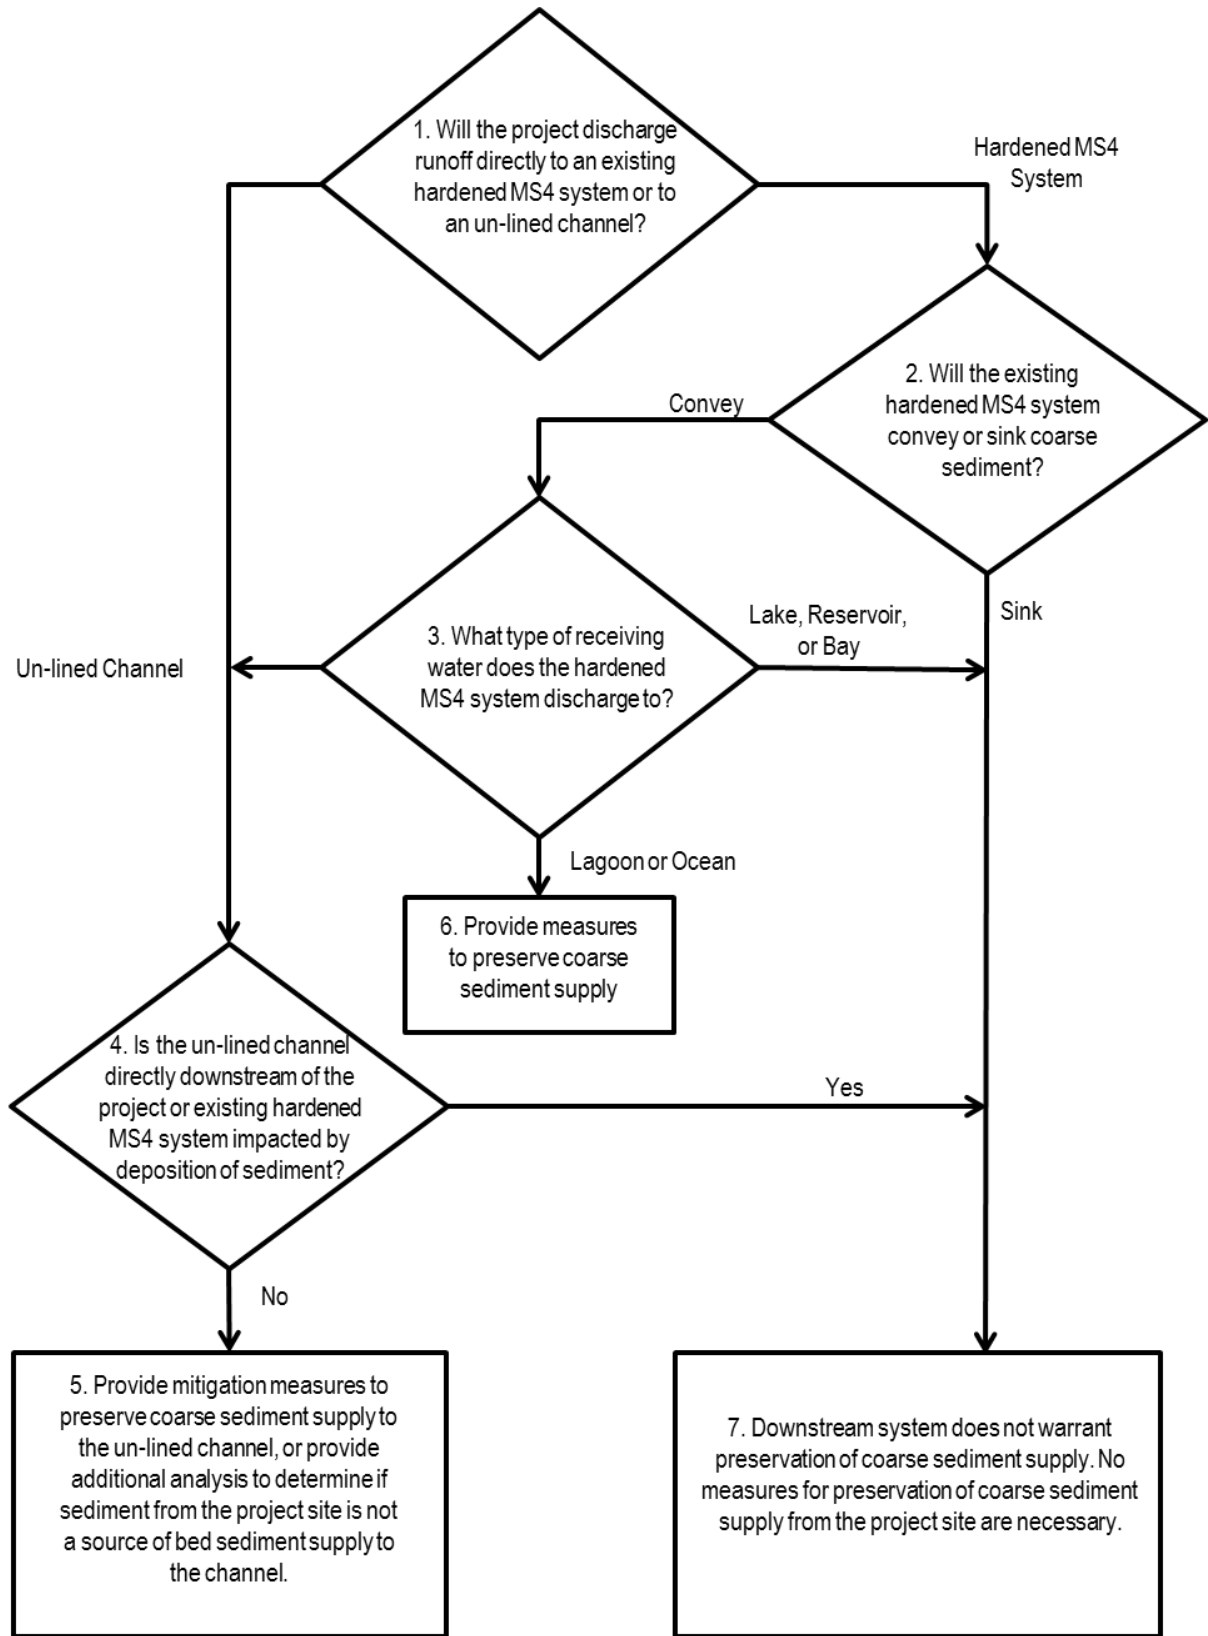 1. Will the project discharge
runoff directly to an existing
hardened MS4 system or to
an un-lined channel?
Hardened MS4
System
2. Will the existing
hardened MS4 system
convey or sink coarse
sediment?
Convey
Sink
3. What type of receiving
water does the hardened
MS4 system discharge to?
Lake, Reservoir,
or Bay
Un-lined Channel
Lagoon or Ocean
6. Provide measures
to preserve coarse
sediment supply
4. Is the un-lined channel
directly downstream of the
project or existing hardened
MS4 system impacted by
deposition of sediment?
Yes
No
5. Provide mitigation measures to
preserve coarse sediment supply to
the un-lined channel, or provide
additional analysis to determine if
sediment from the project site is not
a source of bed sediment supply to
the channel.
7. Downstream system does not warrant
preservation of coarse sediment supply. No
measures for preservation of coarse sediment
supply from the project site are necessary.